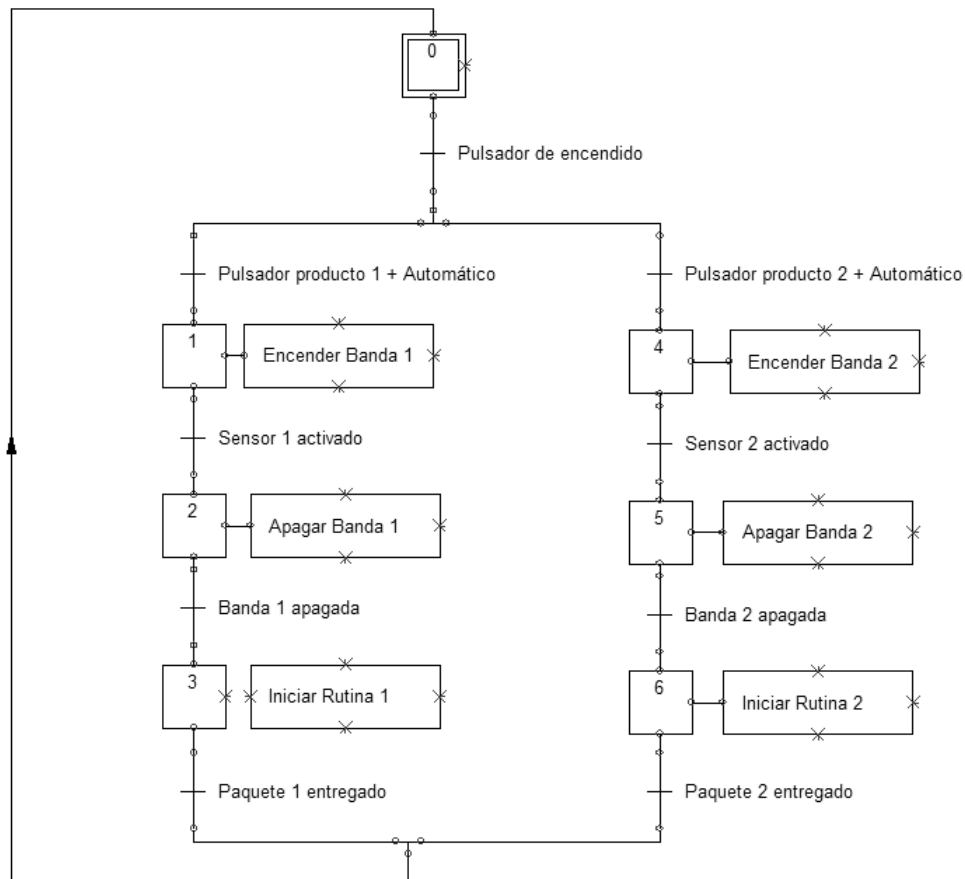 0
Pulsador de encendido
Pulsador producto 1 + Automático
Pulsador producto 2 + Automático
1
Encender Banda 1
4
Encender Banda 2
Sensor 1 activado
Sensor 2 activado
2
Apagar Banda 1
5
Apagar Banda 2
Banda 1 apagada
Banda 2 apagada
3
Iniciar Rutina 1
6
Iniciar Rutina 2
Paquete 1 entregado
Paquete 2 entregado